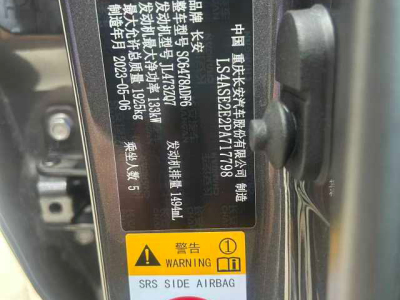 中国 重庆长安汽车股份有限公司 制造
LS4ASE2E2PA717798
品牌 长安
整车型号 SC6478ADF6
发动机型号 JL473ZQ7
发动机排量 1494mL
发动机最大净功率 133kW
最大允许总质量 1925kg
乘坐人数 5
制造年月 2023-05-06
警告
WARNING
SRS SIDE AIRBAG